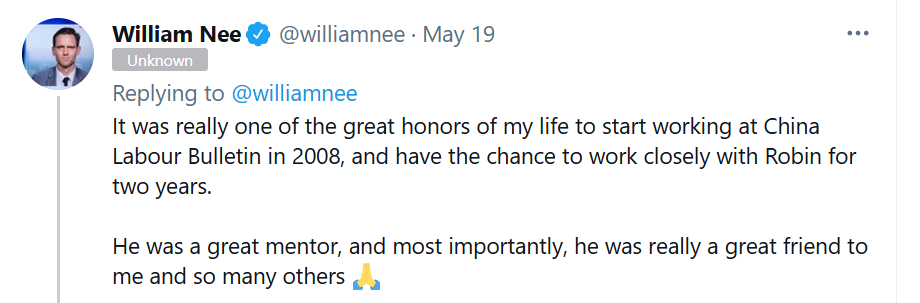 William Nee @williamnee · May 19
Unknown
Replying to @williamnee
It was really one of the great honors of my life to start working at China
Labour Bulletin in 2008, and have the chance to work closely with Robin for
two years.
He was a great mentor, and most importantly, he was really a great friend to
me and so many others 🙏